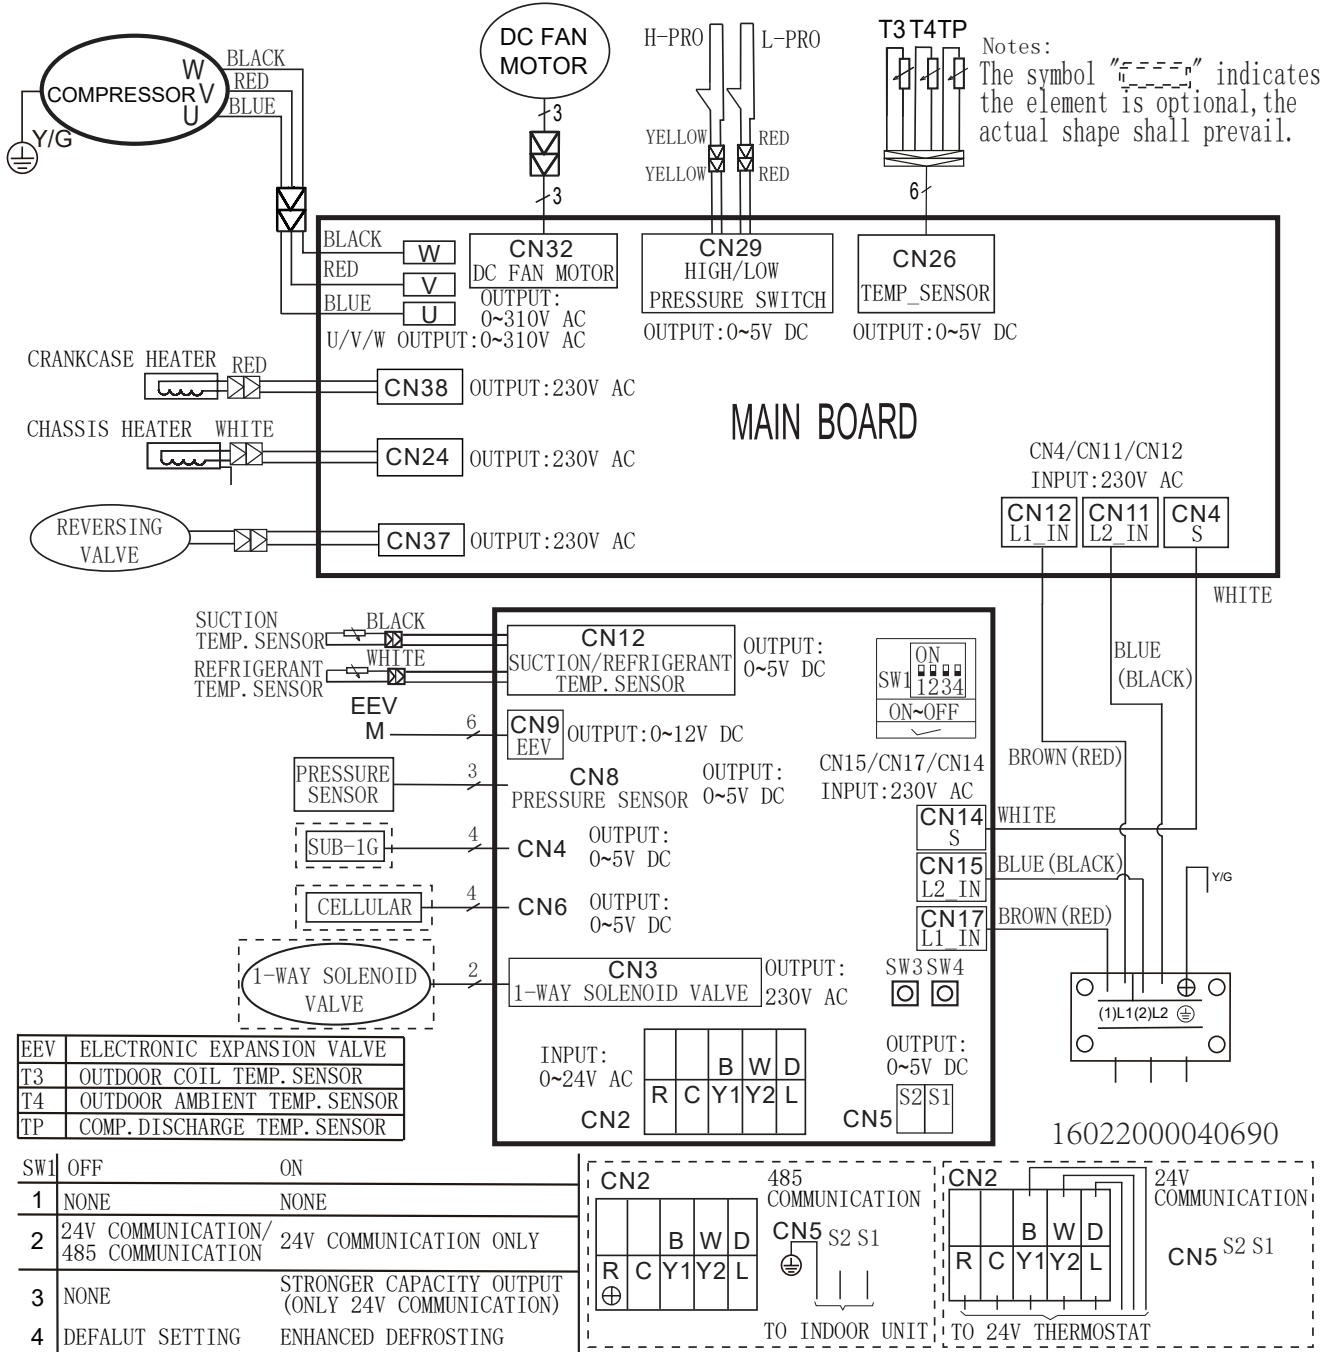 COMPRESSOR
W
V
U
Y/G
BLACK
RED
BLUE
DC FAN
MOTOR
3
3
H-PRO
L-PRO
YELLOW
RED
YELLOW
RED
T3 T4 TP
6
Notes:
The symbol " " indicates
the element is optional,the
actual shape shall prevail.
BLACK
RED
BLUE
W
V
U
U/V/W OUTPUT:0~310V AC
CN32
DC FAN MOTOR
OUTPUT:
0~310V AC
CN29
HIGH/LOW
PRESSURE SWITCH
OUTPUT:0~5V DC
CN26
TEMP_SENSOR
OUTPUT:0~5V DC
CRANKCASE HEATER
RED
CN38
OUTPUT:230V AC
CHASSIS HEATER
WHITE
CN24
OUTPUT:230V AC
REVERSING
VALVE
CN37
OUTPUT:230V AC
MAIN BOARD
CN4/CN11/CN12
INPUT:230V AC
CN12
L1_IN
CN11
L2_IN
CN4
S
WHITE
BLUE
(BLACK)
BROWN(RED)
SUCTION
TEMP.SENSOR
BLACK
REFRIGERANT
TEMP.SENSOR
WHITE
CN12
SUCTION/REFRIGERANT
TEMP.SENSOR
OUTPUT:
0~5V DC
SW1
ON
1234
ON~OFF
EEV
M
6
CN9
EEV
OUTPUT:0~12V DC
PRESSURE
SENSOR
3
CN8
PRESSURE SENSOR
OUTPUT:
0~5V DC
CN15/CN17/CN14
INPUT:230V AC
SUB-1G
4
CN4
OUTPUT:
0~5V DC
CN14
S
WHITE
CN15
L2_IN
BLUE(BLACK)
CN17
L1_IN
BROWN(RED)
Y/G
CELLULAR
4
CN6
OUTPUT:
0~5V DC
1-WAY SOLENOID
VALVE
2
CN3
1-WAY SOLENOID VALVE
OUTPUT:
230V AC
SW3 SW4
(1)L1(2)L2
EEV ELECTRONIC EXPANSION VALVE
T3 OUTDOOR COIL TEMP.SENSOR
T4 OUTDOOR AMBIENT TEMP.SENSOR
TP COMP.DISCHARGE TEMP.SENSOR
INPUT:
0~24V AC
CN2
B W D
R C Y1 Y2 L
OUTPUT:
0~5V DC
CN5
S2 S1
16022000040690
SW1 OFF ON
1 NONE NONE
2 24V COMMUNICATION/
485 COMMUNICATION 24V COMMUNICATION ONLY
3 NONE STRONGER CAPACITY OUTPUT
(ONLY 24V COMMUNICATION)
4 DEFALUT SETTING ENHANCED DEFROSTING
CN2
B W D
R C Y1 Y2 L
485
COMMUNICATION
CN5 S2 S1
TO INDOOR UNIT
CN2
B W D
R C Y1 Y2 L
24V
COMMUNICATION
CN5 S2 S1
TO 24V THERMOSTAT